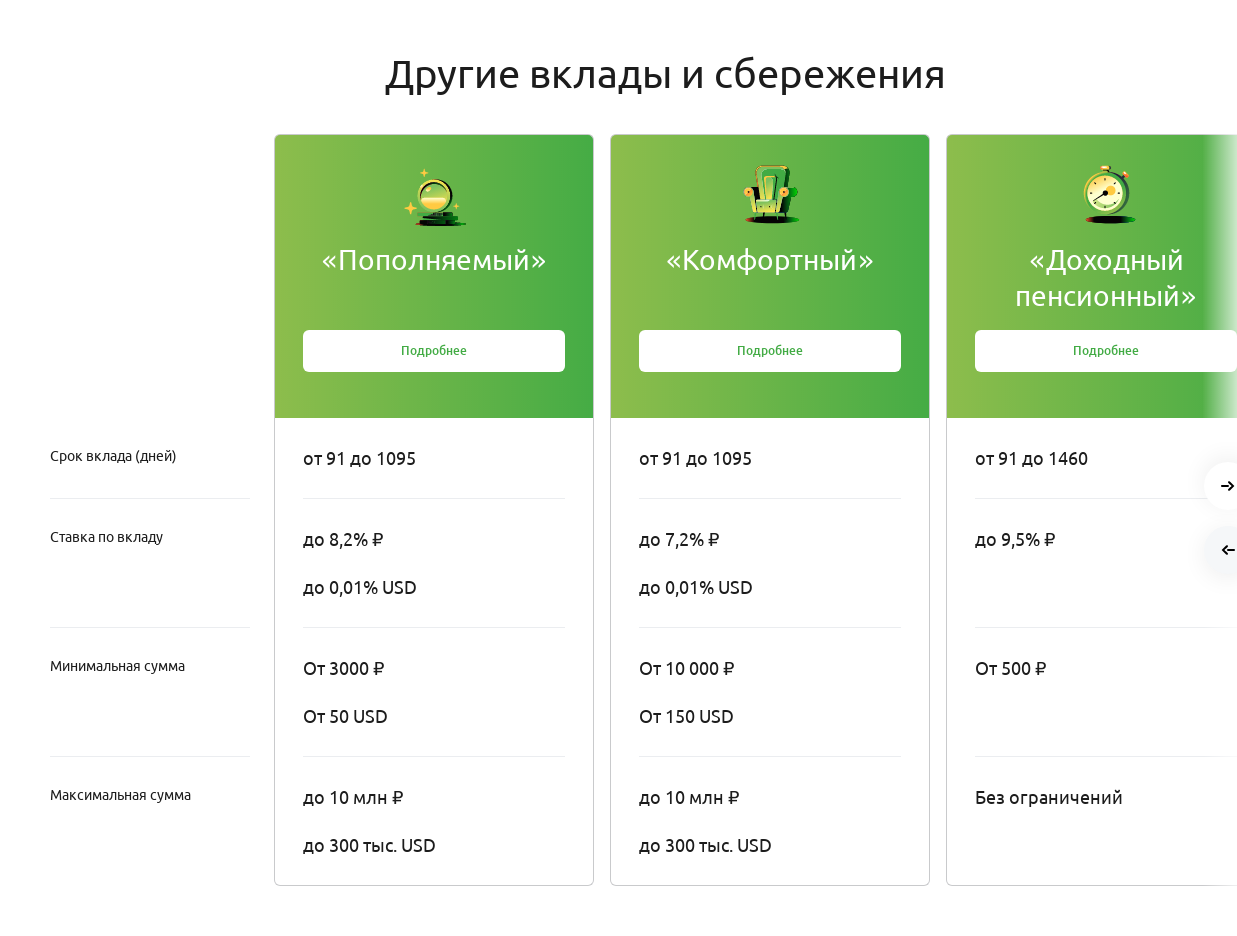 Другие вклады и сбережения
«Пополняемый»
«Комфортный»
«Доходный
пенсионный»
Подробнее
Подробнее
Подробнее
Срок вклада (дней)
от 91 до 1095
от 91 до 1095
от 91 до 1460
Ставка по вкладу
до 8,2% ₽
до 7,2% ₽
до 9,5% ₽
до 0,01% USD
до 0,01% USD
Минимальная сумма
От 3000 ₽
От 10 000 ₽
От 500 ₽
От 50 USD
От 150 USD
Максимальная сумма
до 10 млн ₽
до 10 млн ₽
Без ограничений
до 300 тыс. USD
до 300 тыс. USD